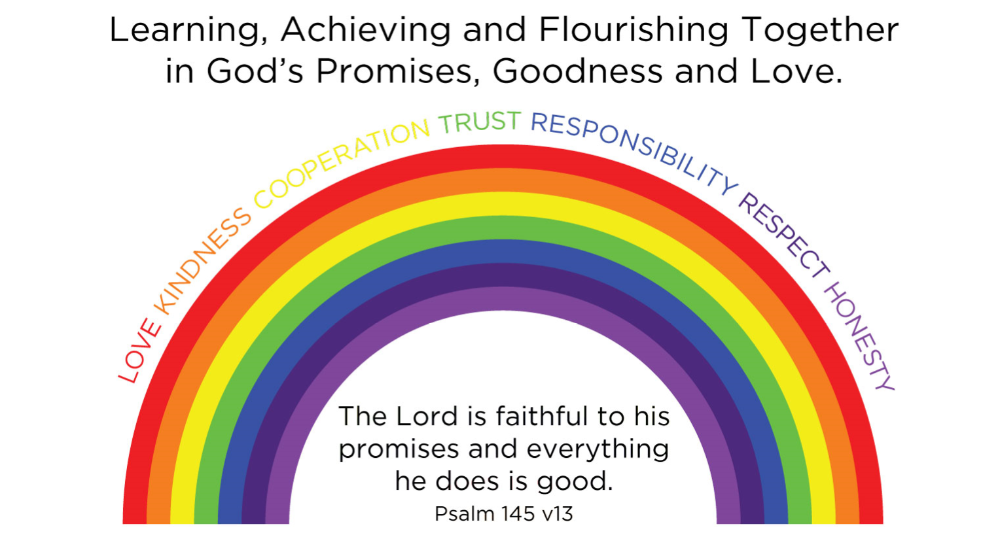 Learning, Achieving and Flourishing Together
in God’s Promises, Goodness and Love.
LOVE KINDNESS COOPERATION TRUST RESPONSIBILITY RESPECT HONESTY
The Lord is faithful to his
promises and everything
he does is good.
Psalm 145 v13